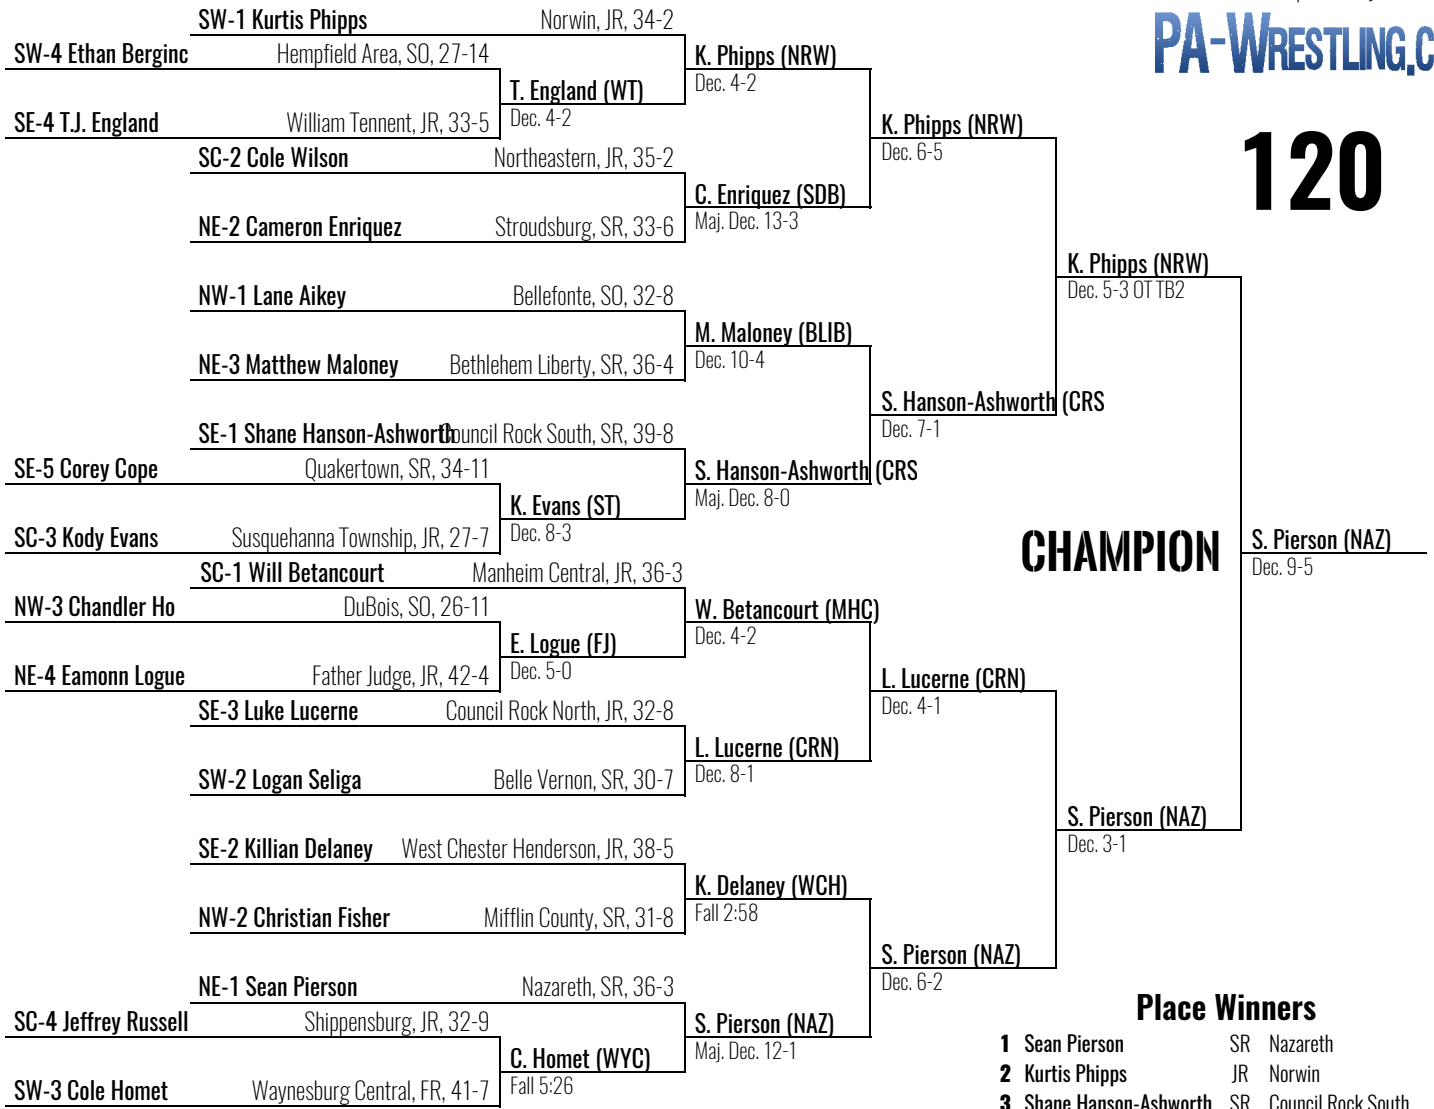 SW-1 Kurtis Phipps Norwin, JR, 34-2
SW-4 Ethan Berginc Hempfield Area, SO, 27-14
K. Phipps (NRW)
Dec. 4-2
PA-WRESTLING.C
T. England (WT)
Dec. 4-2
SE-4 T.J. England William Tennent, JR, 33-5
K. Phipps (NRW)
Dec. 6-5
120
SC-2 Cole Wilson Northeastern, JR, 35-2
C. Enriquez (SDB)
Maj. Dec. 13-3
NE-2 Cameron Enriquez Stroudsburg, SR, 33-6
K. Phipps (NRW)
Dec. 5-3 OT TB2
NW-1 Lane Aikey Bellefonte, SO, 32-8
M. Maloney (BLIB)
Dec. 10-4
NE-3 Matthew Maloney Bethlehem Liberty, SR, 36-4
S. Hanson-Ashworth (CRS
Dec. 7-1
SE-1 Shane Hanson-Ashworth Council Rock South, SR, 39-8
SE-5 Corey Cope Quakertown, SR, 34-11
S. Hanson-Ashworth (CRS
Maj. Dec. 8-0
K. Evans (ST)
Dec. 8-3
SC-3 Kody Evans Susquehanna Township, JR, 27-7
CHAMPION
S. Pierson (NAZ)
Dec. 9-5
SC-1 Will Betancourt Manheim Central, JR, 36-3
NW-3 Chandler Ho DuBois, SO, 26-11
W. Betancourt (MHC)
Dec. 4-2
E. Logue (FJ)
Dec. 5-0
NE-4 Eamonn Logue Father Judge, JR, 42-4
L. Lucerne (CRN)
Dec. 4-1
SE-3 Luke Lucerne Council Rock North, JR, 32-8
L. Lucerne (CRN)
Dec. 8-1
SW-2 Logan Seliga Belle Vernon, SR, 30-7
S. Pierson (NAZ)
Dec. 3-1
SE-2 Killian Delaney West Chester Henderson, JR, 38-5
K. Delaney (WCH)
Fall 2:58
NW-2 Christian Fisher Mifflin County, SR, 31-8
S. Pierson (NAZ)
Dec. 6-2
NE-1 Sean Pierson Nazareth, SR, 36-3
SC-4 Jeffrey Russell Shippensburg, JR, 32-9
S. Pierson (NAZ)
Maj. Dec. 12-1
C. Homet (WYC)
Fall 5:26
SW-3 Cole Homet Waynesburg Central, FR, 41-7
Place Winners
1 Sean Pierson SR Nazareth
2 Kurtis Phipps JR Norwin
3 Shane Hanson-Ashworth SR Council Rock South